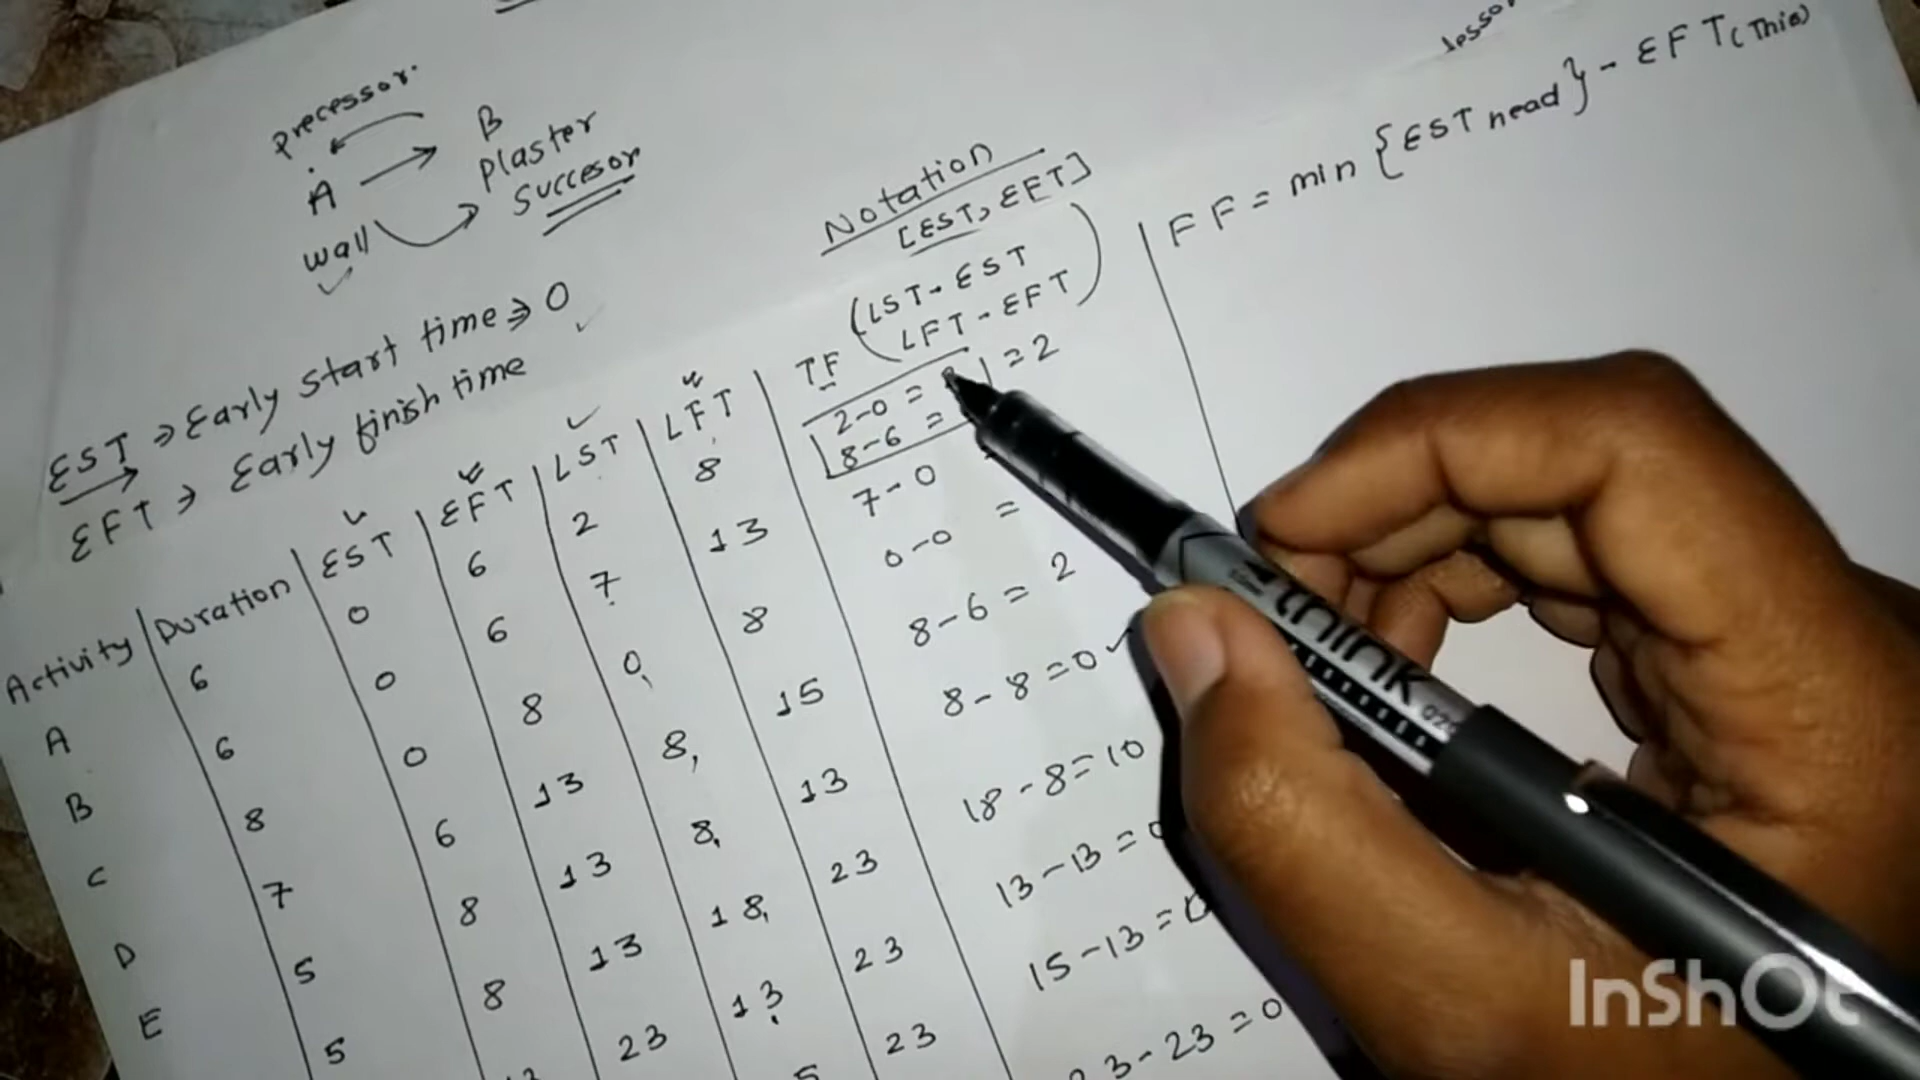 Precessor.
A → B
wall
Plaster
Succesor
EST → Early start time → 0
EFT → Early finish time
Notation
[EST, EFT]
(LST - EST
LFT - EFT)
FF = min {EST head} - EFT (This)
Activity | Duration | EST | EFT | LST | LFT | TF
A 6 0 6 2 8
B 6 0 6 7 13
C 8 0 8 0, 8
D 7 6 13 8, 15
E 5 8 13 8, 13
5 8 13 18, 23
23 13 23
23
2-0 =
8-6 =
= 2
7-0
0-0 =
8-6 = 2
8-8 = 0
18-8 = 10
13-13 = 0
15-13 =
3-23 = 0
think
InShOt